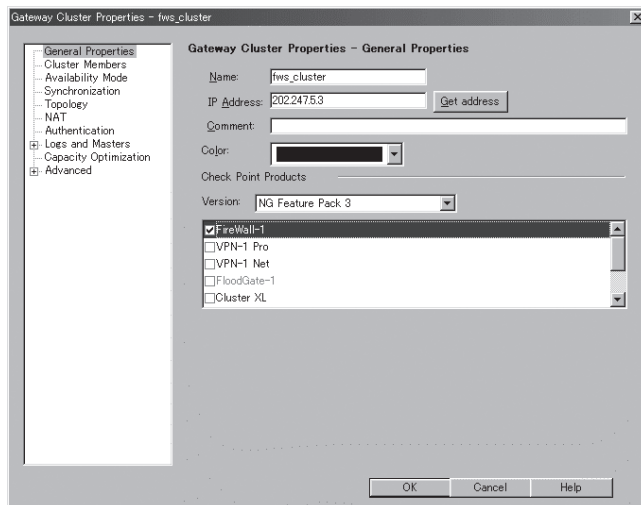 Gateway Cluster Properties - fws_cluster
General Properties
Cluster Members
Availability Mode
Synchronization
Topology
NAT
Authentication
Logs and Masters
Capacity Optimization
Advanced
Gateway Cluster Properties - General Properties
Name: fws_cluster
IP Address: 202.247.5.3 Get address
Comment:
Color:
Check Point Products
Version: NG Feature Pack 3
FireWall-1
VPN-1 Pro
VPN-1 Net
FloodGate-1
Cluster XL
OK Cancel Help